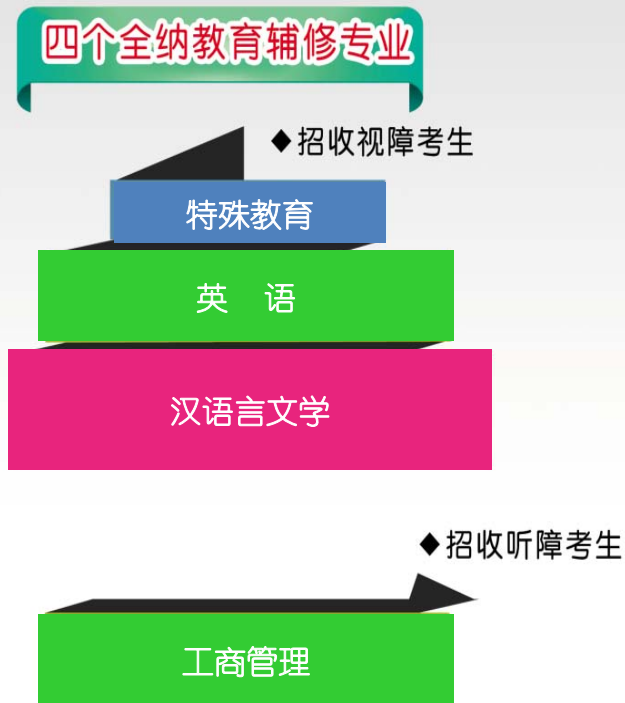 四个全纳教育辅修专业
◆招收视障考生
特殊教育
英 语
汉语言文学
◆招收听障考生
工商管理